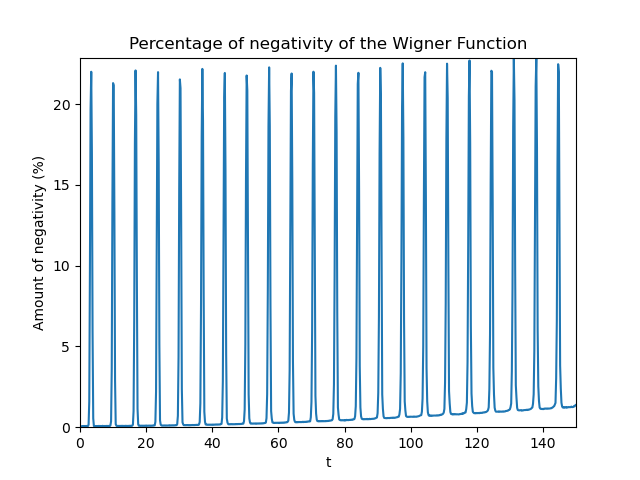 Percentage of negativity of the Wigner Function
Amount of negativity (%)
20
15
10
5
0
0 20 40 60 80 100 120 140
t